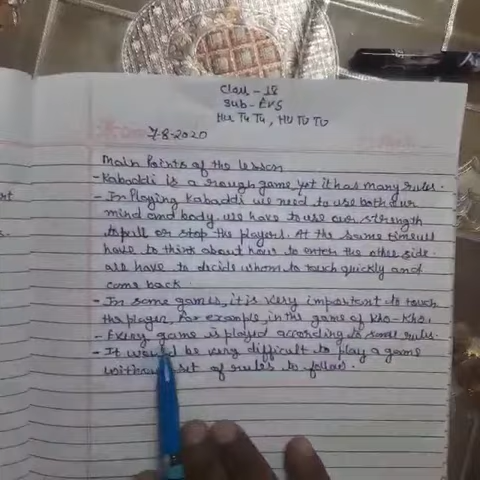 Class - 18
Sub - EVS
Hu Tu Tu, Hu Tu Tu
7-8-2020
Main Points of the lesson
- Kabaddi is a rough game yet it has many rules.
- In Playing Kabaddi we need to use both our
mind and body. we have to use our strength
to pull or stop the players. At the same time we
have to think about how to enter the other side.
we have to decide whom to touch quickly and
come back.
- In some games, it is very important to touch
the player, for example, in the game of Kho-Kho.
- Every game is played according to some rules.
- It would be very difficult to play a game
without set of rules to follow.